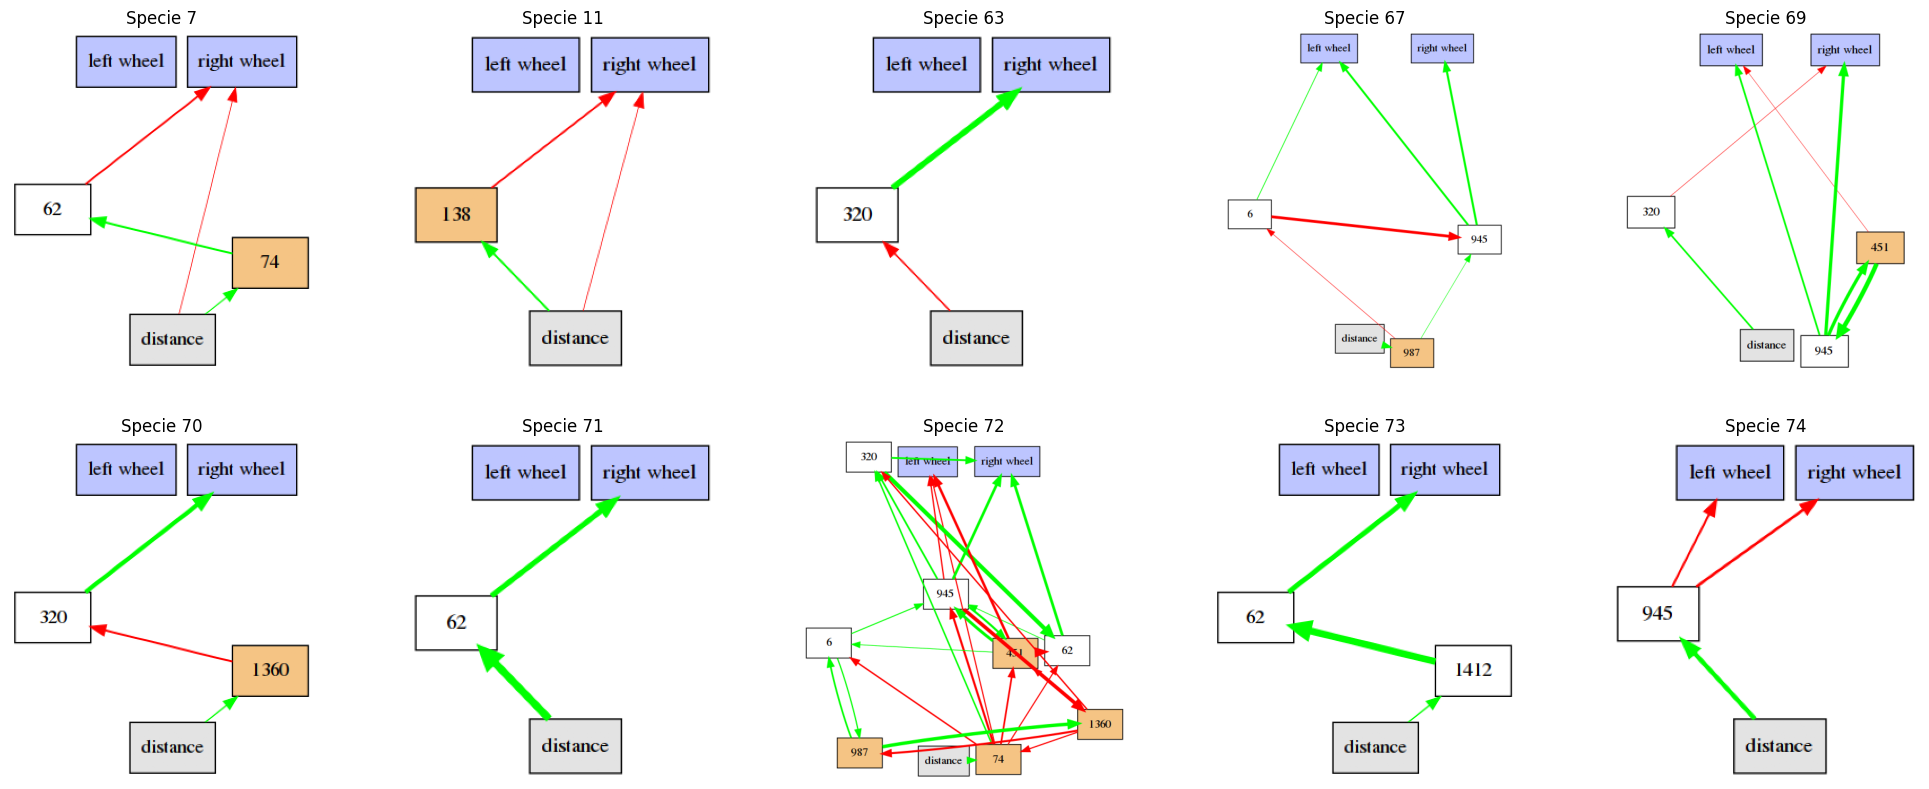 Specie 7
left wheel
right wheel
62
74
distance
Specie 11
left wheel
right wheel
138
distance
Specie 63
left wheel
right wheel
320
distance
Specie 67
left wheel
right wheel
6
945
distance
987
Specie 69
left wheel
right wheel
320
451
distance
945
Specie 70
left wheel
right wheel
320
1360
distance
Specie 71
left wheel
right wheel
62
distance
Specie 72
320
left wheel
right wheel
945
6
451
62
1360
987
distance
74
Specie 73
left wheel
right wheel
62
1412
distance
Specie 74
left wheel
right wheel
945
distance